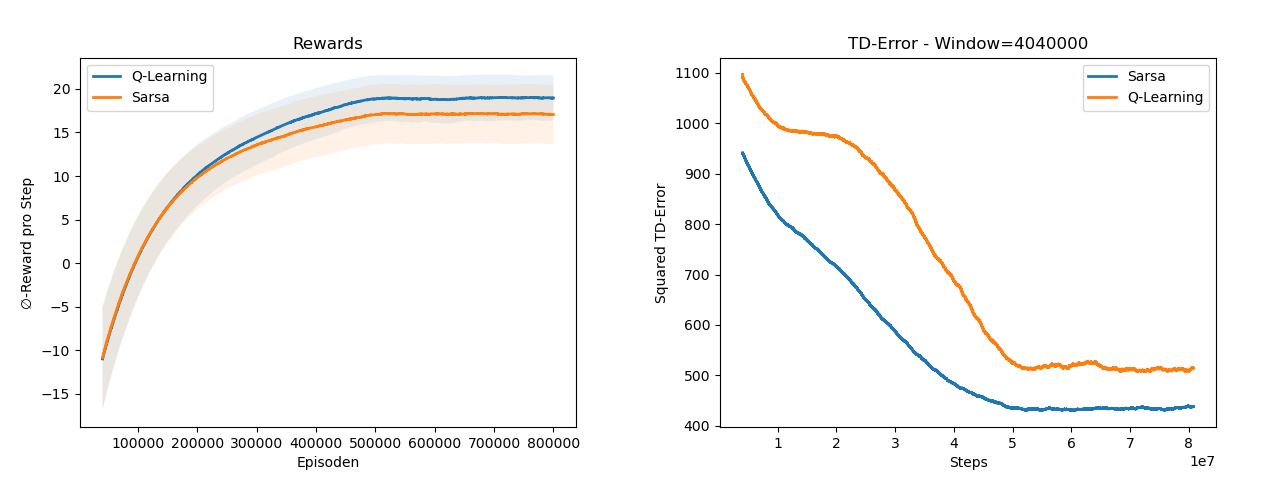 Rewards
Q-Learning
Sarsa
20
15
10
5
0
−5
−10
−15
∅-Reward pro Step
100000 200000 300000 400000 500000 600000 700000 800000
Episoden
TD-Error - Window=4040000
Sarsa
Q-Learning
1100
1000
900
800
700
600
500
400
Squared TD-Error
1 2 3 4 5 6 7 8
1e7
Steps